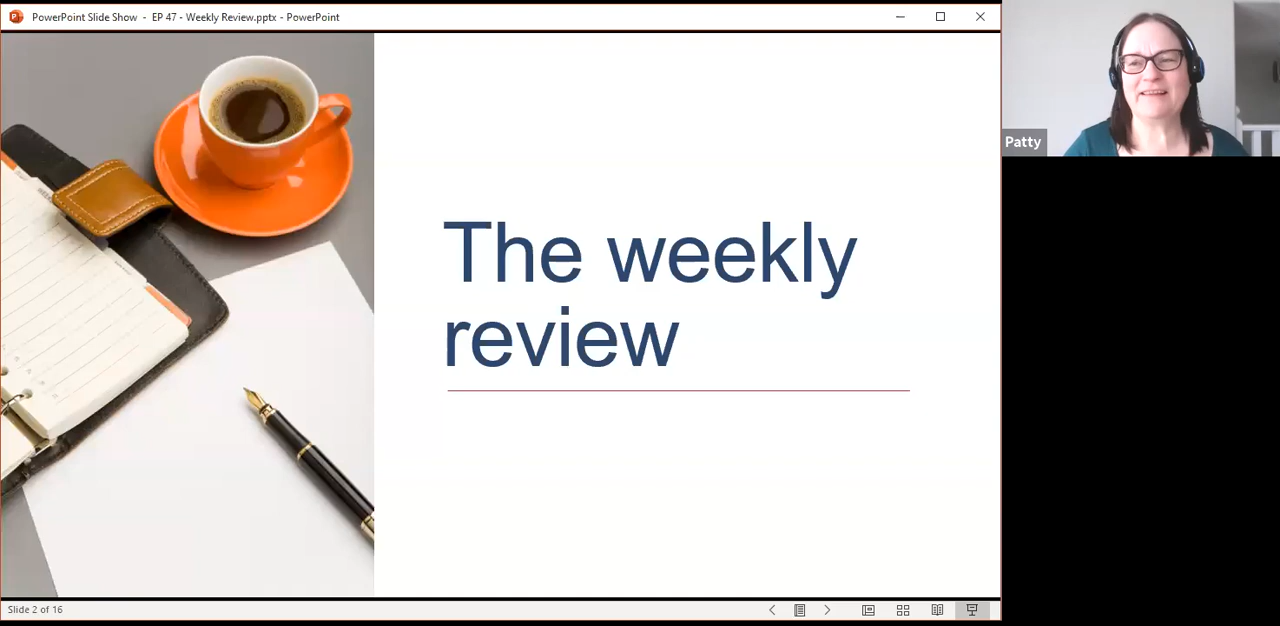 PowerPoint Slide Show - EP 47 - Weekly Review.pptx - PowerPoint
Patty
The weekly
review
Slide 2 of 16